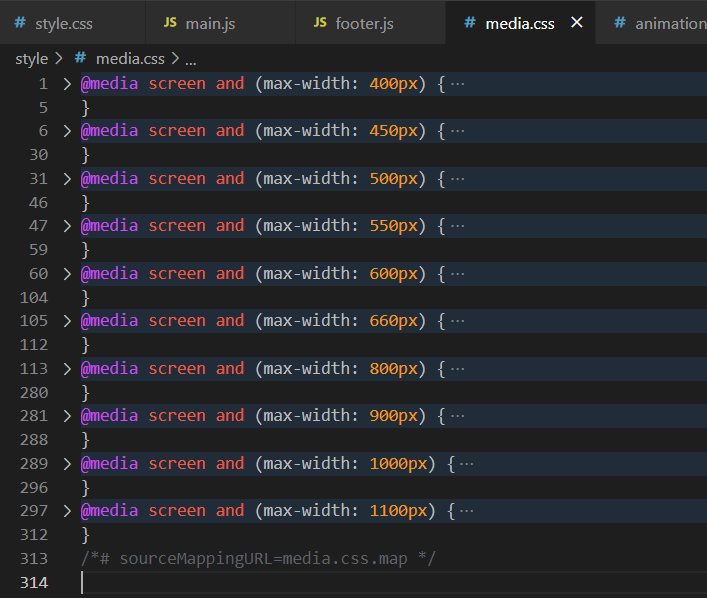 # style.css JS main.js JS footer.js # media.css × # animation
style > # media.css > ...
1 > @media screen and (max-width: 400px) { ···
5 }
6 > @media screen and (max-width: 450px) { ···
30 }
31 > @media screen and (max-width: 500px) { ···
46 }
47 > @media screen and (max-width: 550px) { ···
59 }
60 > @media screen and (max-width: 600px) { ···
104 }
105 > @media screen and (max-width: 660px) { ···
112 }
113 > @media screen and (max-width: 800px) { ···
280 }
281 > @media screen and (max-width: 900px) { ···
288 }
289 > @media screen and (max-width: 1000px) { ···
296 }
297 > @media screen and (max-width: 1100px) { ···
312 }
313 /*# sourceMappingURL=media.css.map */
314